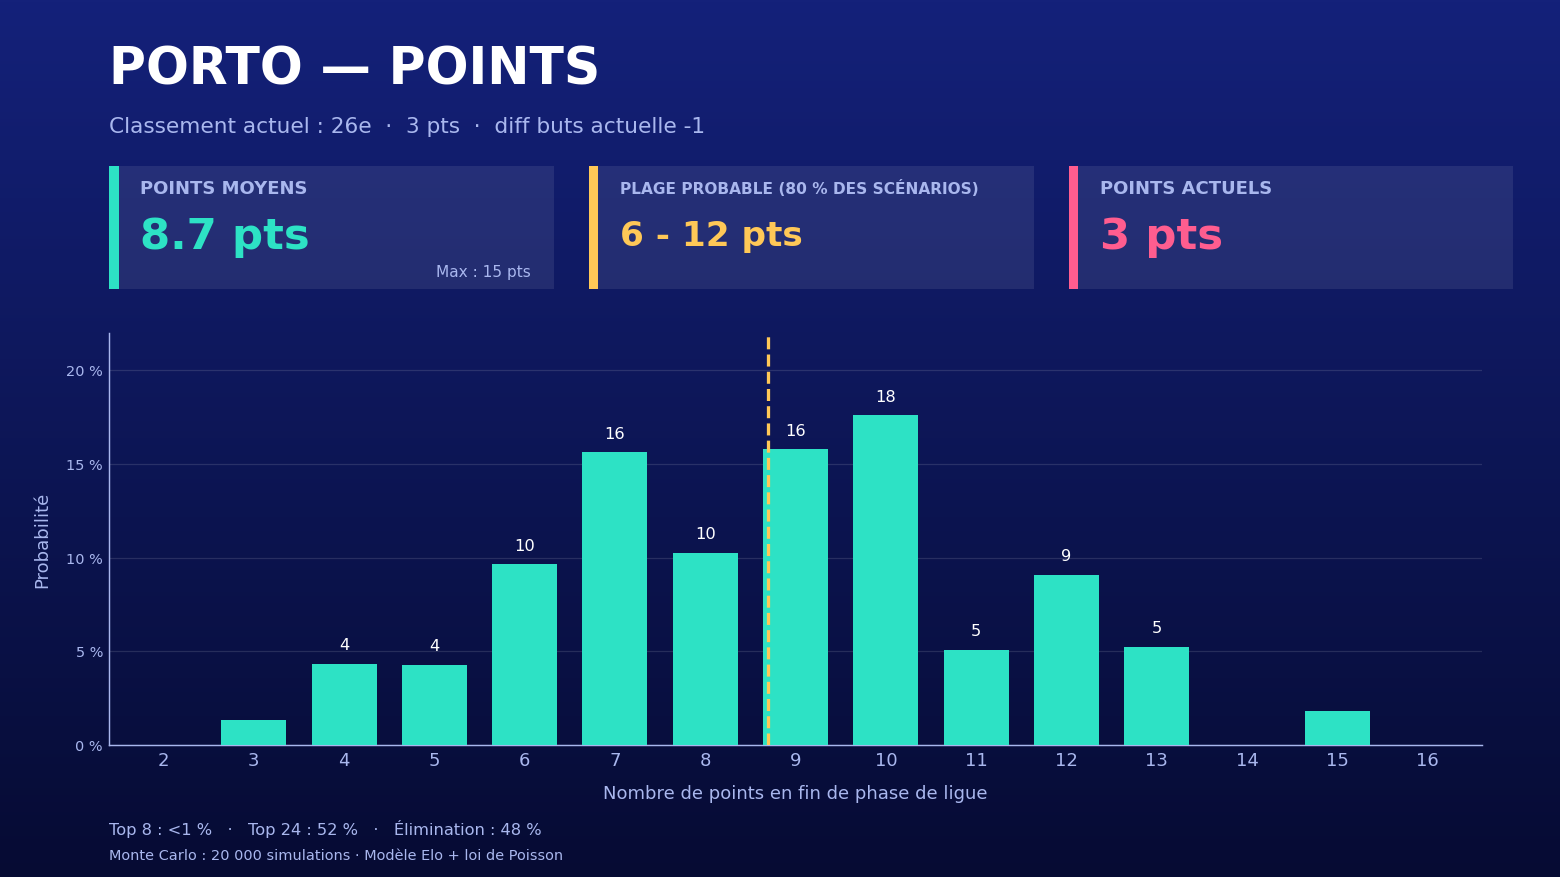 PORTO — POINTS
Classement actuel : 26e · 3 pts · diff buts actuelle -1
POINTS MOYENS
8.7 pts
Max : 15 pts
PLAGE PROBABLE (80 % DES SCÉNARIOS)
6 - 12 pts
POINTS ACTUELS
3 pts
Probabilité
20 %
15 %
10 %
5 %
0 %
4
4
10
16
10
16
18
5
9
5
2 3 4 5 6 7 8 9 10 11 12 13 14 15 16
Nombre de points en fin de phase de ligue
Top 8 : <1 % · Top 24 : 52 % · Élimination : 48 %
Monte Carlo : 20 000 simulations · Modèle Elo + loi de Poisson